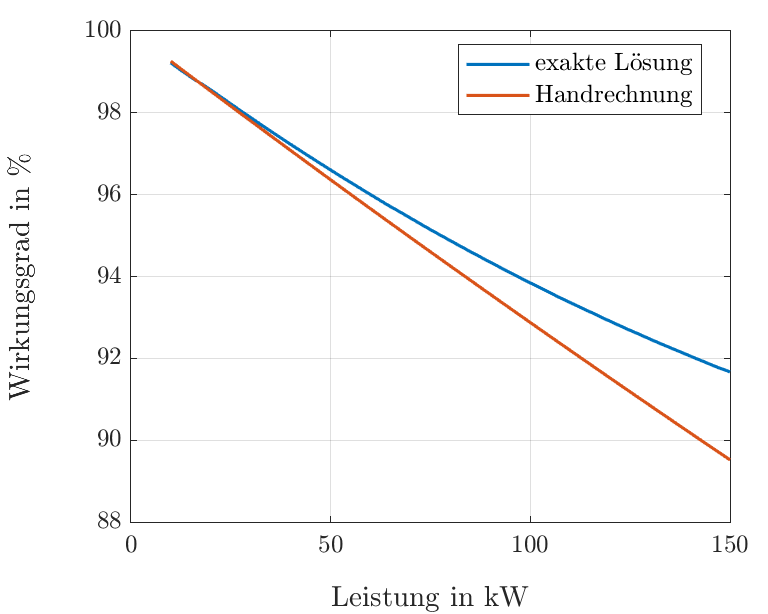 100
98
96
94
92
90
88
0
50
100
150
Wirkungsgrad in %
Leistung in kW
exakte Lösung
Handrechnung